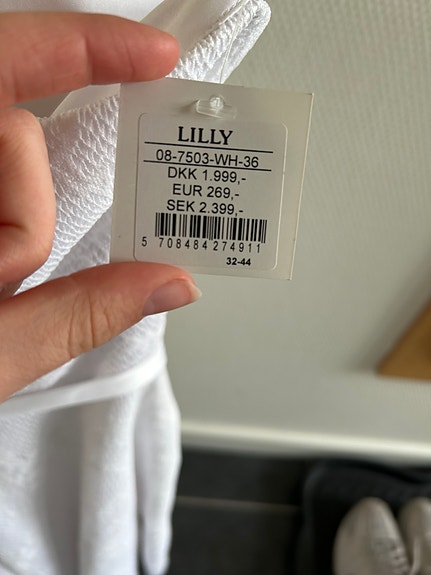 LILLY
08-7503-WH-36
DKK 1.999,-
EUR 269,-
SEK 2.399,-
5 708484 274911
32-44